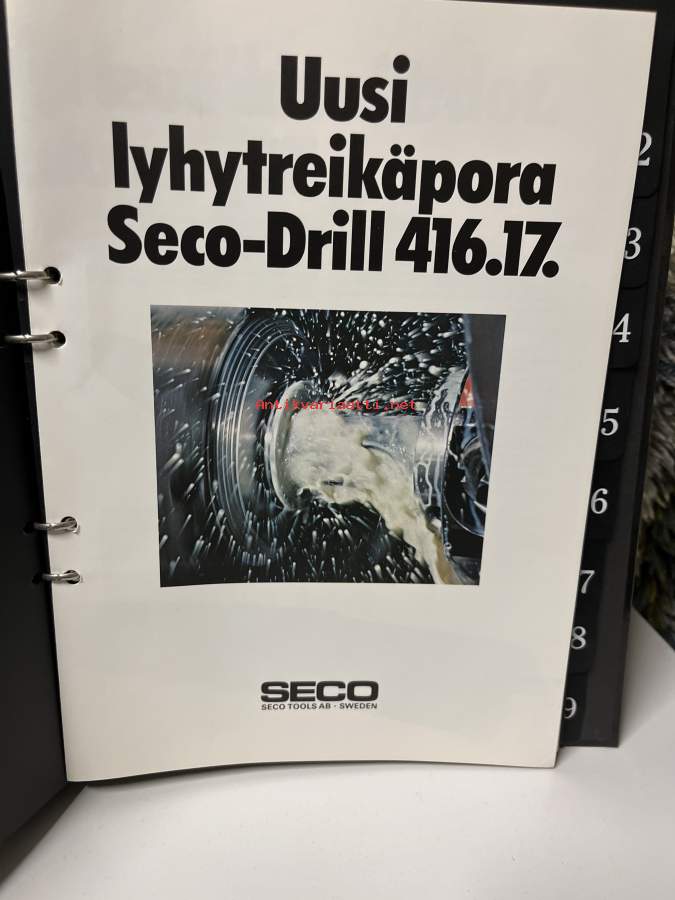 Uusi
lyhytreikäpora
Seco-Drill 416.17.
Antikvariaatti.net
SECO
SECO TOOLS AB - SWEDEN
2
3
4
5
6
7
8
9